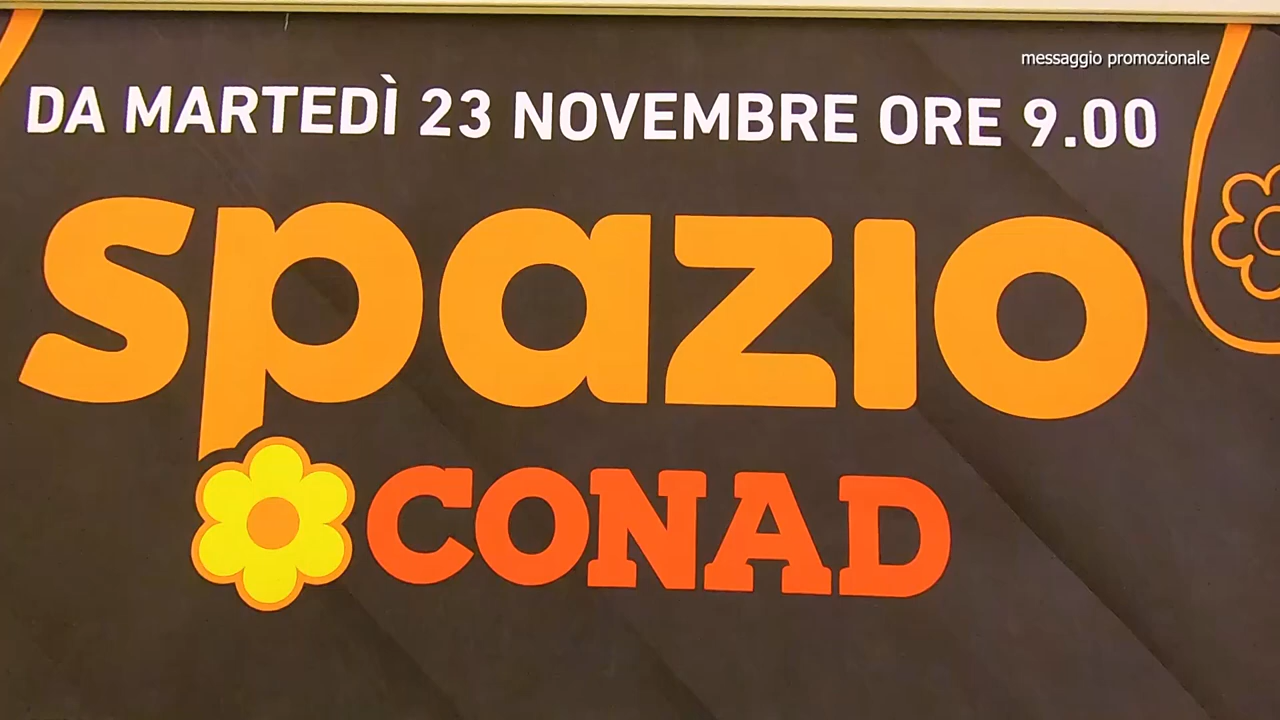 messaggio promozionale
DA MARTEDÌ 23 NOVEMBRE ORE 9.00
spazio
CONAD